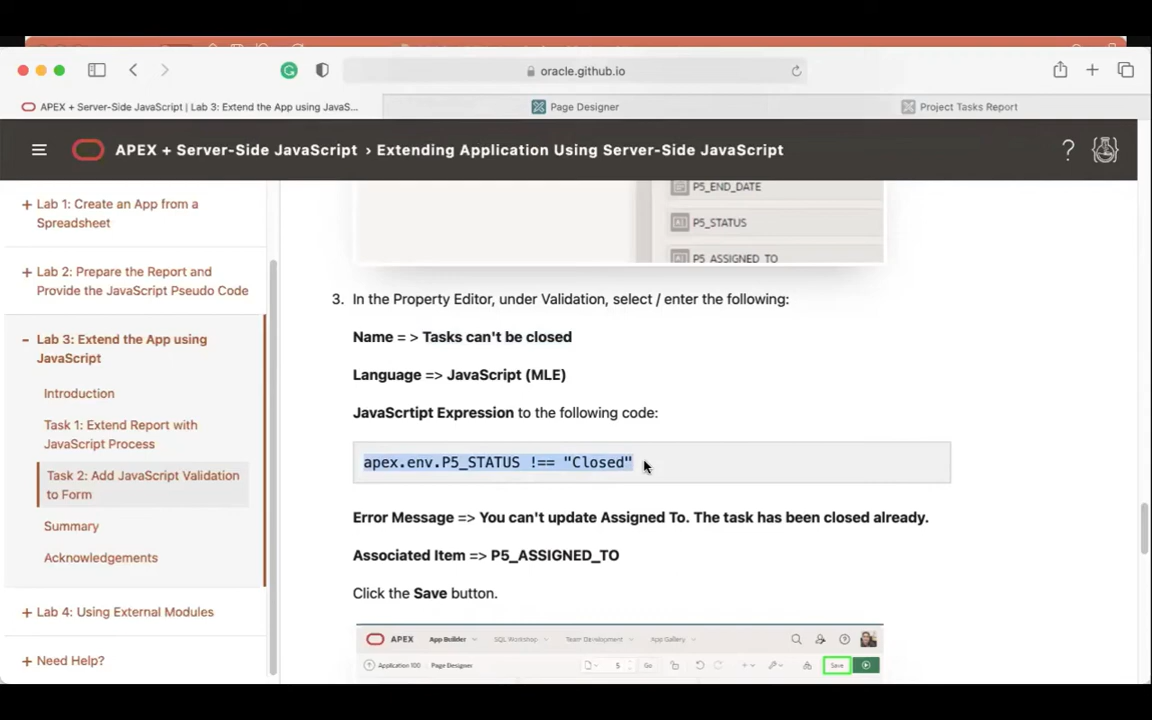 oracle.github.io
APEX + Server-Side JavaScript | Lab 3: Extend the App using JavaS...
Page Designer
Project Tasks Report
APEX + Server-Side JavaScript › Extending Application Using Server-Side JavaScript
?
+ Lab 1: Create an App from a
Spreadsheet
+ Lab 2: Prepare the Report and
Provide the JavaScript Pseudo Code
- Lab 3: Extend the App using
JavaScript
Introduction
Task 1: Extend Report with
JavaScript Process
Task 2: Add JavaScript Validation
to Form
Summary
Acknowledgements
+ Lab 4: Using External Modules
+ Need Help?
P5_END_DATE
P5_STATUS
P5_ASSIGNED_TO
3. In the Property Editor, under Validation, select / enter the following:
Name = > Tasks can't be closed
Language => JavaScript (MLE)
JavaScrtipt Expression to the following code:
apex.env.P5_STATUS !== "Closed"
Error Message => You can't update Assigned To. The task has been closed already.
Associated Item => P5_ASSIGNED_TO
Click the Save button.
APEX App Builder SQL Workshop Team Development App Gallery
Application 100 Page Designer 5 Go Save